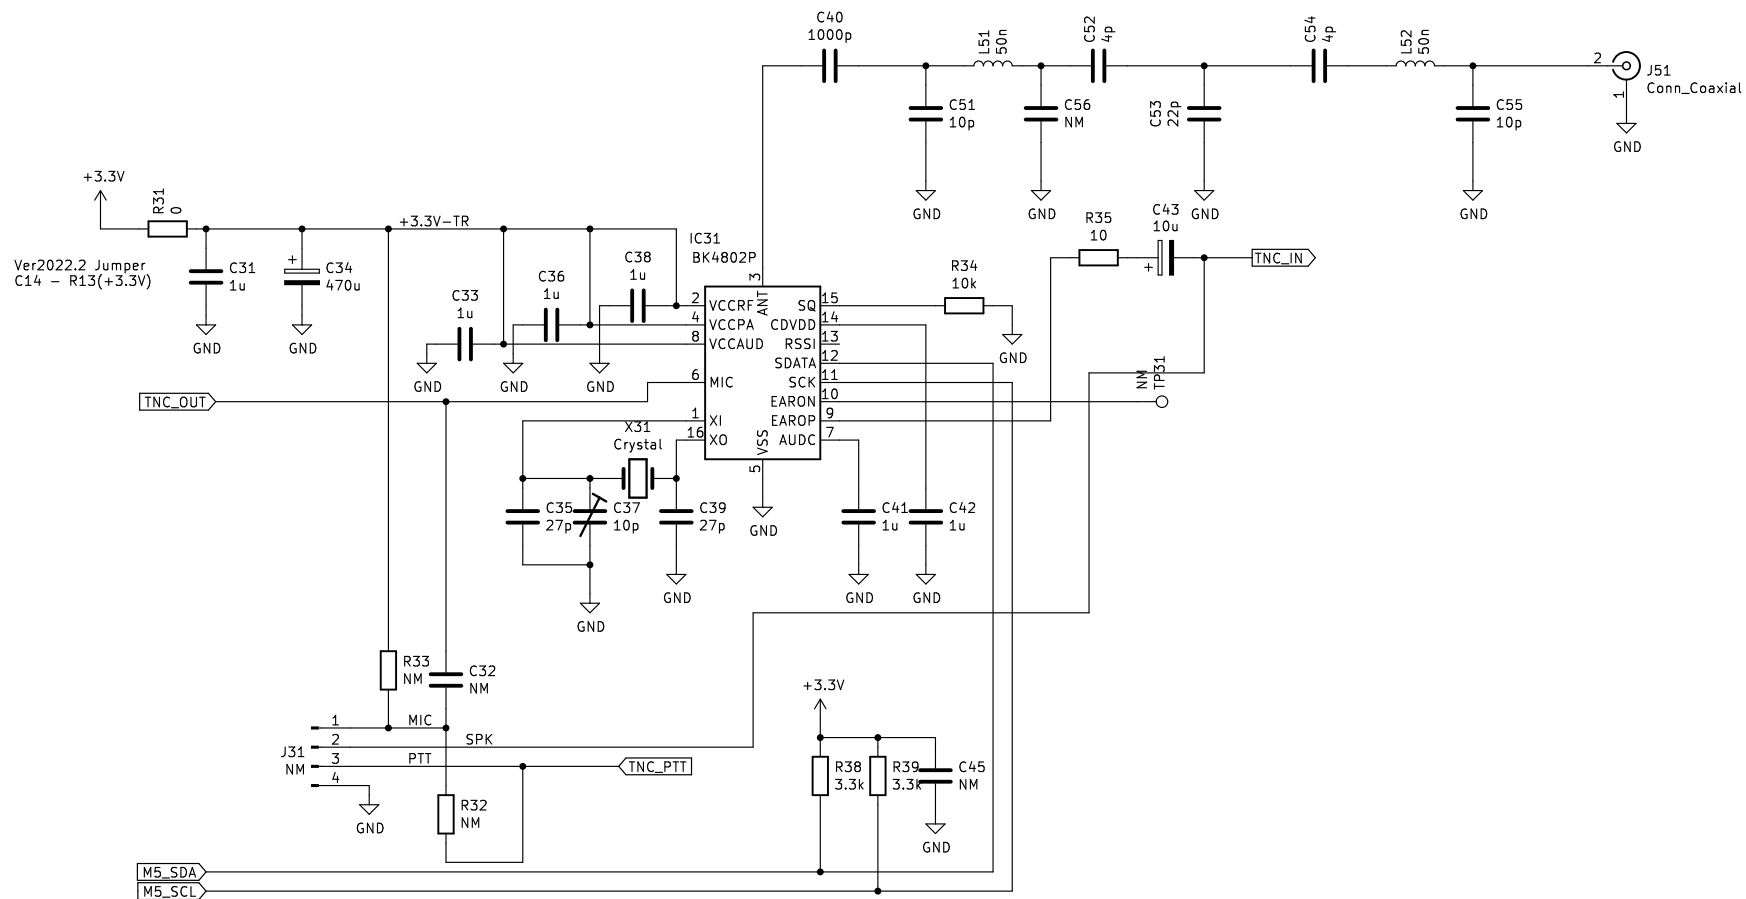 C40
1000p
L51
50n
C52
4p
C54
4p
L52
50n
2
1
J51
Conn_Coaxial
GND
C51
10p
GND
C56
NM
GND
C53
22p
GND
C55
10p
GND
+3.3V
R31
0
+3.3V-TR
Ver2022.2 Jumper
C14 - R13(+3.3V)
C31
1u
GND
+
C34
470u
GND
C33
1u
GND
C36
1u
GND
C38
1u
GND
IC31
BK4802P
3
ANT
2
VCCRF
4
VCCPA
8
VCCAUD
6
MIC
1
XI
16
XO
5
VSS
GND
SQ
15
CDVDD
14
RSSI
13
SDATA
12
SCK
11
EARON
10
EAROP
9
AUDC
7
R34
10k
GND
R35
10
C43
10u
+
TNC_IN
NM
TP31
TNC_OUT
X31
Crystal
C35
27p
C37
10p
GND
C39
27p
GND
C41
1u
GND
C42
1u
GND
R33
NM
C32
NM
J31
NM
1
MIC
2
SPK
3
PTT
4
GND
TNC_PTT
R32
NM
+3.3V
R38
3.3k
R39
3.3k
C45
NM
GND
M5_SDA
M5_SCL